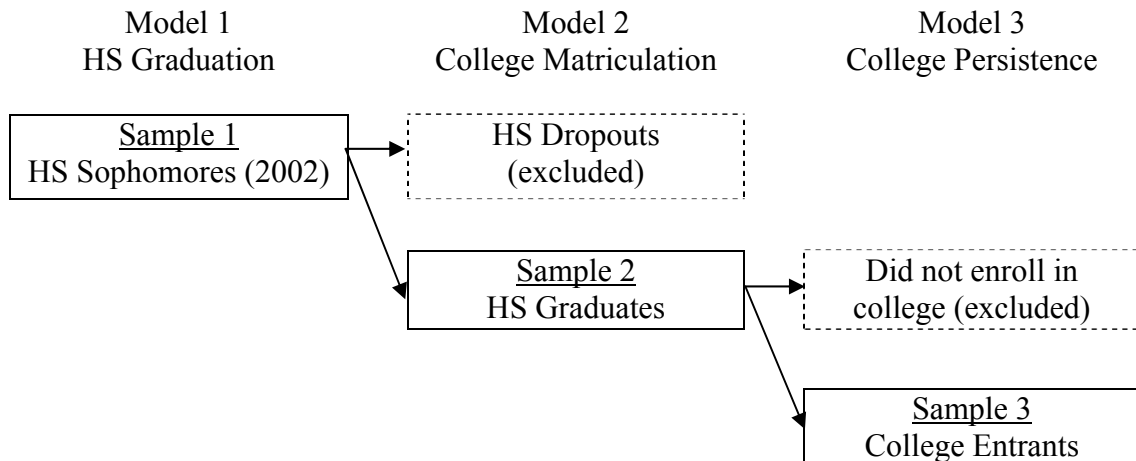 Model 1
HS Graduation
Model 2
College Matriculation
Model 3
College Persistence
Sample 1
HS Sophomores (2002)
HS Dropouts
(excluded)
Sample 2
HS Graduates
Did not enroll in
college (excluded)
Sample 3
College Entrants